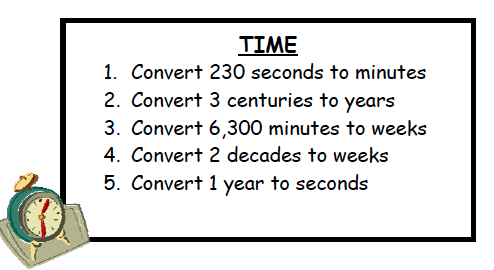 TIME
1. Convert 230 seconds to minutes
2. Convert 3 centuries to years
3. Convert 6,300 minutes to weeks
4. Convert 2 decades to weeks
5. Convert 1 year to seconds